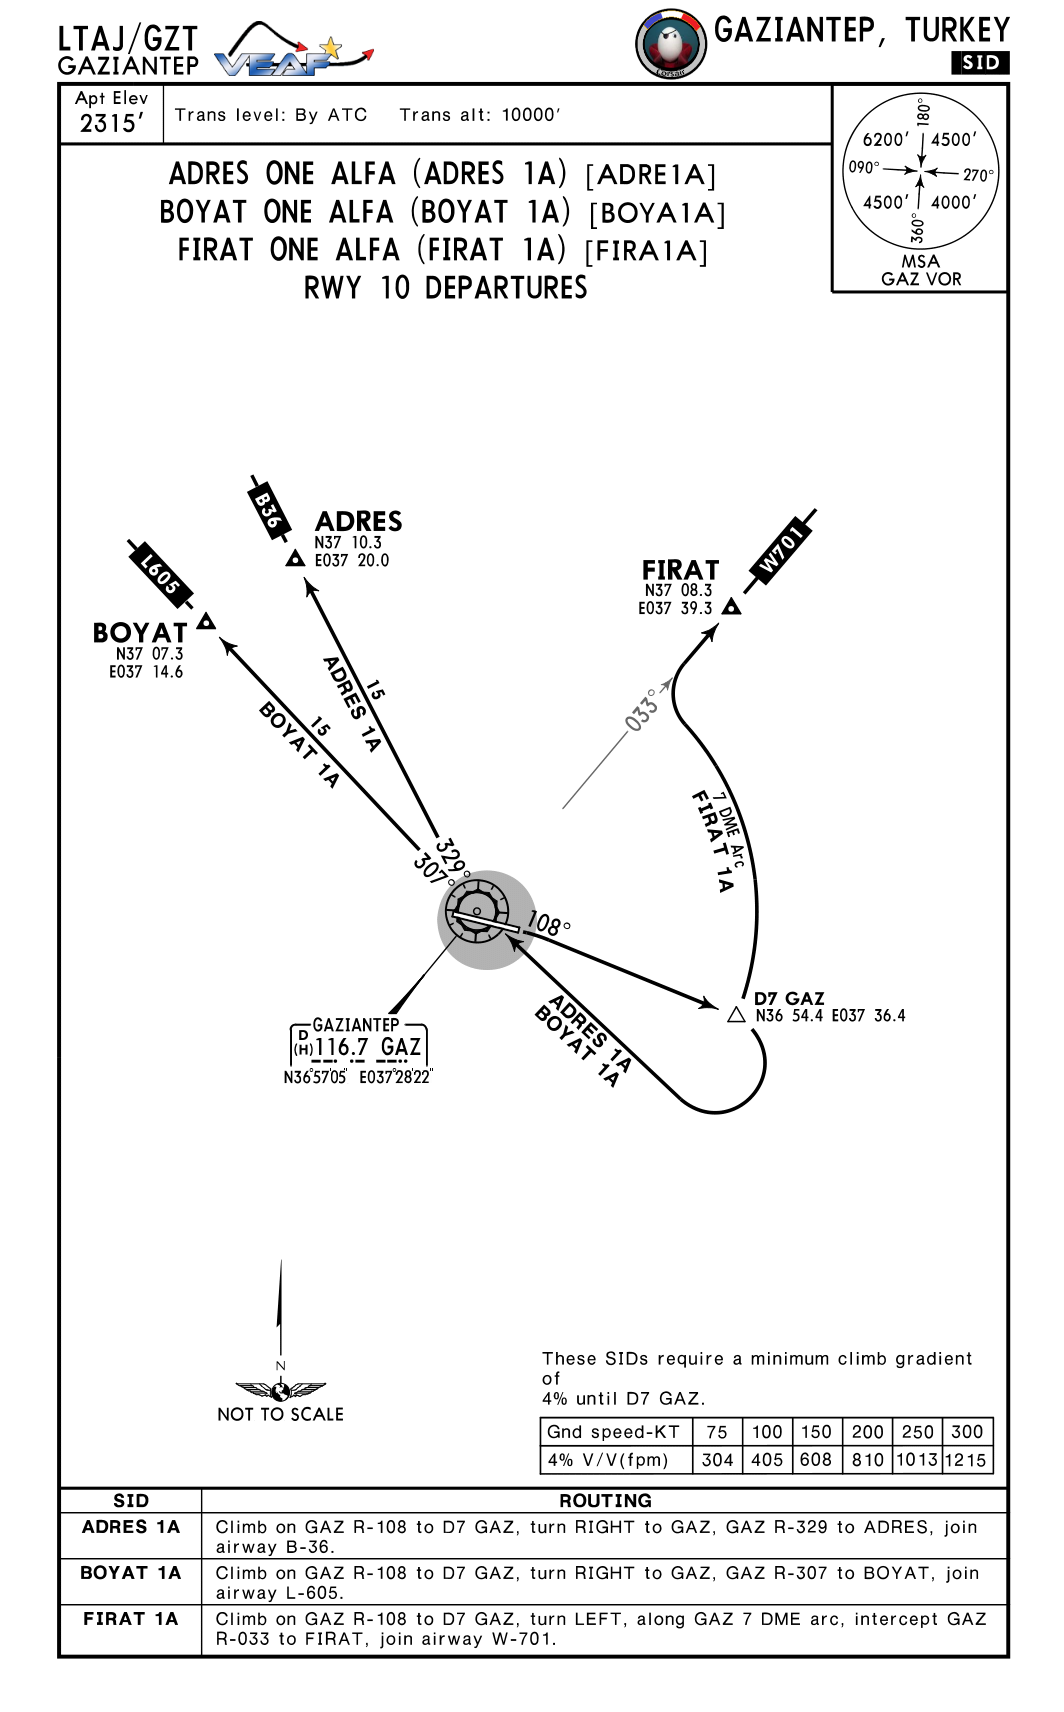 LTAJ/GZT
GAZIANTEP
VEAF
Corsair
GAZIANTEP, TURKEY
SID
Apt Elev
2315'
Trans level: By ATC Trans alt: 10000'
180°
6200' 4500'
090° 270°
4500' 4000'
360°
MSA
GAZ VOR
ADRES ONE ALFA (ADRES 1A) [ADRE1A]
BOYAT ONE ALFA (BOYAT 1A) [BOYA1A]
FIRAT ONE ALFA (FIRAT 1A) [FIRA1A]
RWY 10 DEPARTURES
B36
ADRES
N37 10.3
E037 20.0
L605
BOYAT
N37 07.3
E037 14.6
W701
FIRAT
N37 08.3
E037 39.3
15
ADRES 1A
15
BOYAT 1A
033°
7 DME Arc
FIRAT 1A
329°
307°
108°
D7 GAZ
N36 54.4 E037 36.4
ADRES 1A
BOYAT 1A
GAZIANTEP
D
(H) 116.7 GAZ
N36°57'05" E037°28'22"
N
NOT TO SCALE
These SIDs require a minimum climb gradient
of
4% until D7 GAZ.
Gnd speed-KT 75 100 150 200 250 300
4% V/V(fpm) 304 405 608 810 1013 1215
SID ROUTING
ADRES 1A Climb on GAZ R-108 to D7 GAZ, turn RIGHT to GAZ, GAZ R-329 to ADRES, join
airway B-36.
BOYAT 1A Climb on GAZ R-108 to D7 GAZ, turn RIGHT to GAZ, GAZ R-307 to BOYAT, join
airway L-605.
FIRAT 1A Climb on GAZ R-108 to D7 GAZ, turn LEFT, along GAZ 7 DME arc, intercept GAZ
R-033 to FIRAT, join airway W-701.